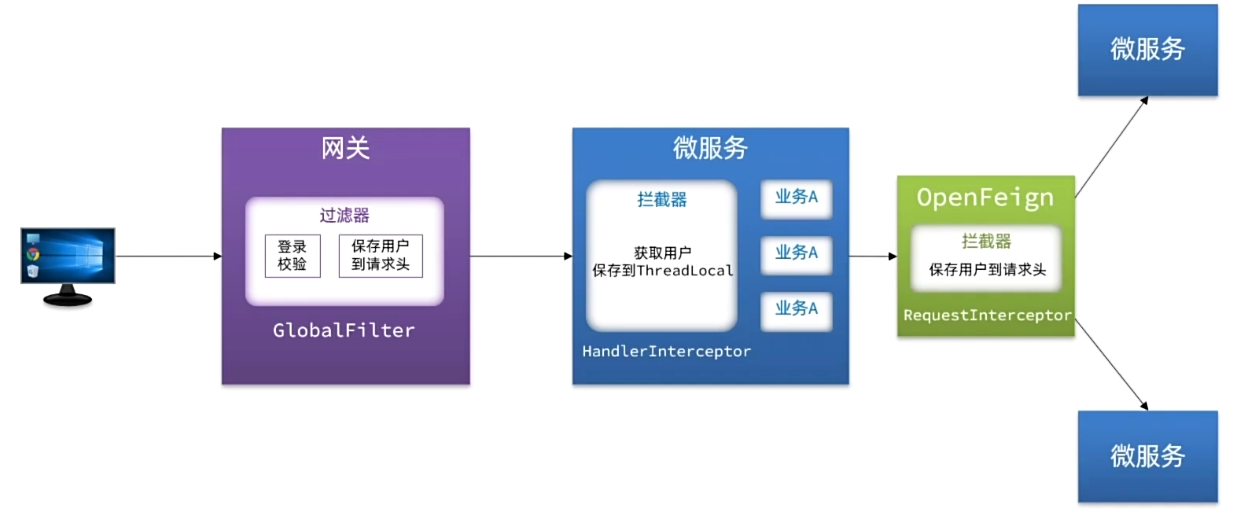 网关
过滤器
登录
校验
保存用户
到请求头
GlobalFilter
微服务
拦截器
获取用户
保存到ThreadLocal
HandlerInterceptor
业务A
业务A
业务A
OpenFeign
拦截器
保存用户到请求头
RequestInterceptor
微服务
微服务